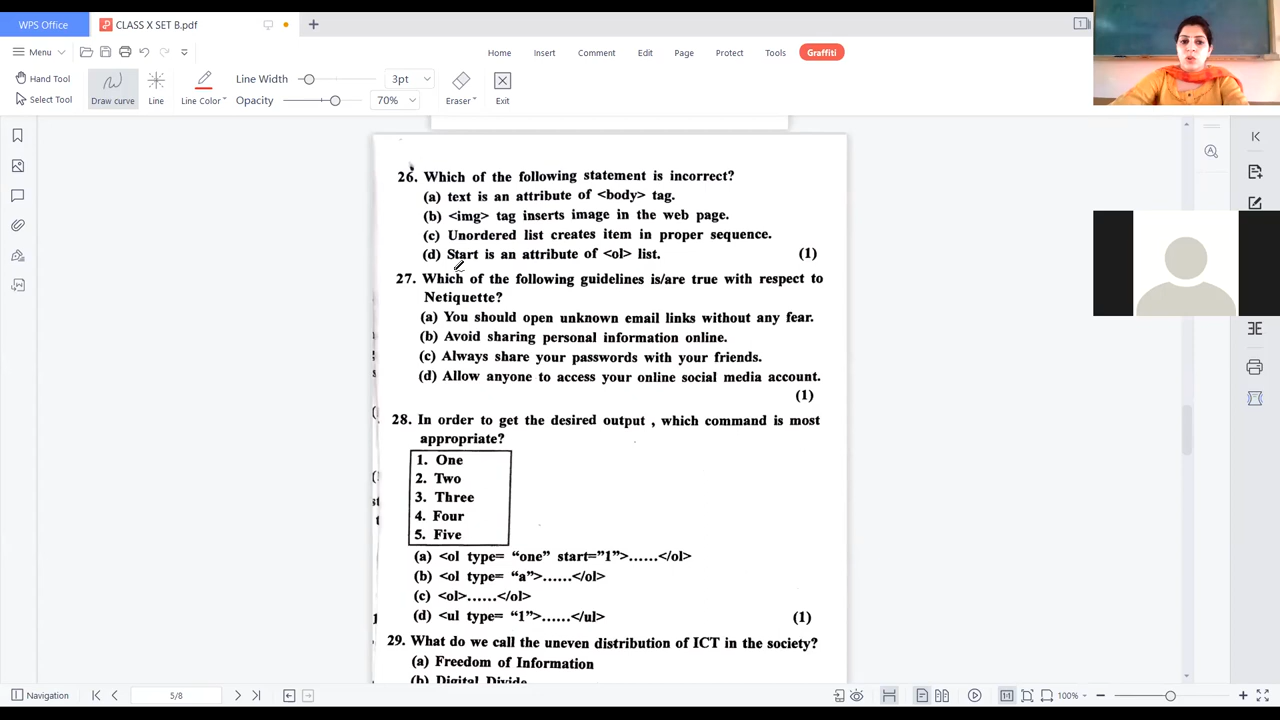 WPS Office
CLASS X SET B.pdf
Menu
Home Insert Comment Edit Page Protect Tools Graffiti
Hand Tool
Select Tool
Draw curve
Line
Line Color
Line Width 3pt
Opacity 70%
Eraser
Exit
26. Which of the following statement is incorrect?
(a) text is an attribute of <body> tag.
(b) <img> tag inserts image in the web page.
(c) Unordered list creates item in proper sequence.
(d) Start is an attribute of <ol> list. (1)
27. Which of the following guidelines is/are true with respect to
Netiquette?
(a) You should open unknown email links without any fear.
(b) Avoid sharing personal information online.
(c) Always share your passwords with your friends.
(d) Allow anyone to access your online social media account.
(1)
28. In order to get the desired output , which command is most
appropriate?
1. One
2. Two
3. Three
4. Four
5. Five
(a) <ol type= “one” start=”1”>......</ol>
(b) <ol type= “a”>......</ol>
(c) <ol>......</ol>
(d) <ul type= “1”>......</ul> (1)
29. What do we call the uneven distribution of ICT in the society?
(a) Freedom of Information
(b) Digital Divide
Navigation 5/8 100%